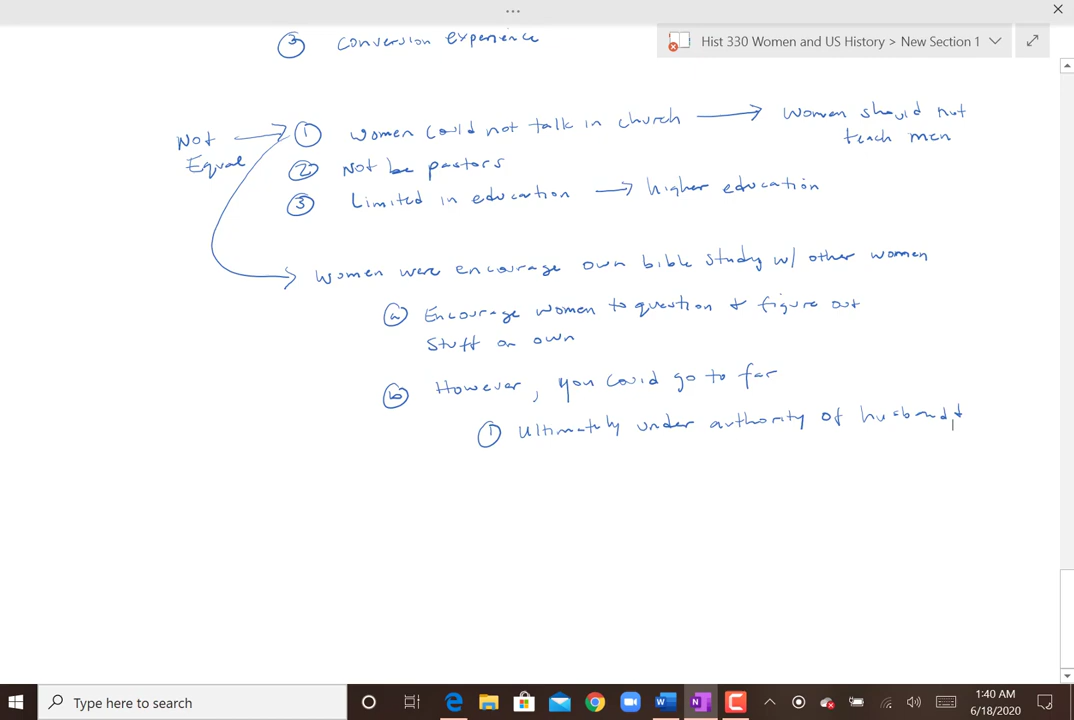 ...
③ conversion experience
Hist 330 Women and US History > New Section 1
Not Equal → ① women could not talk in church → women should not teach men
② Not be pastors
③ Limited in education → higher education
→ women were encourage own bible study w/ other women
ⓐ Encourage women to question + figure out
stuff on own
ⓑ However, you could go to far
① Ultimately under authority of husband +
Type here to search
1:40 AM
6/18/2020